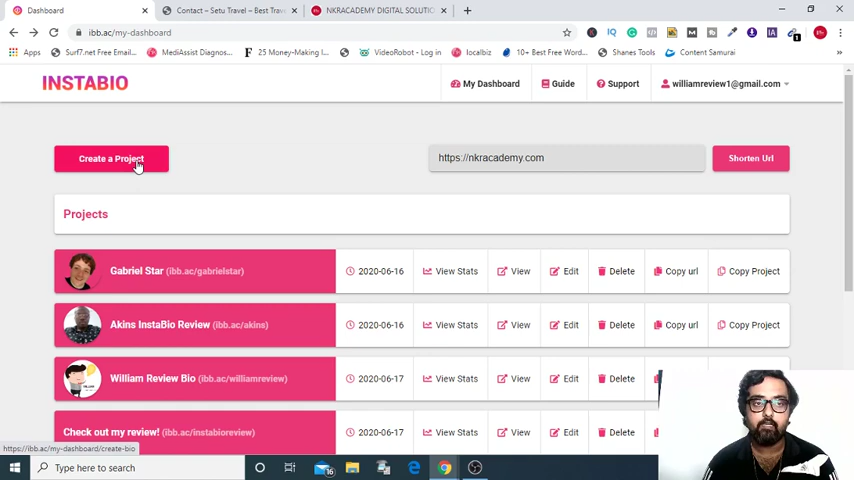 Dashboard
Contact – Setu Travel – Best Trave
NKRACADEMY DIGITAL SOLUTIO
ibb.ac/my-dashboard
Apps
Surf7.net Free Email...
MediAssist Diagnos...
25 Money-Making I...
VideoRobot - Log in
localbiz
10+ Best Free Word...
Shanes Tools
Content Samurai
INSTABIO
My Dashboard
Guide
Support
williamreview1@gmail.com
Create a Project
https://nkracademy.com
Shorten Url
Projects
Gabriel Star (ibb.ac/gabrielstar) 2020-06-16 View Stats View Edit Delete Copy url Copy Project
Akins InstaBio Review (ibb.ac/akins) 2020-06-16 View Stats View Edit Delete Copy url Copy Project
William Review Bio (ibb.ac/williamreview) 2020-06-17 View Stats View Edit Delete
Check out my review! (ibb.ac/instabioreview) 2020-06-17 View Stats View Edit Delete
https://ibb.ac/my-dashboard/create-bio
Type here to search
16